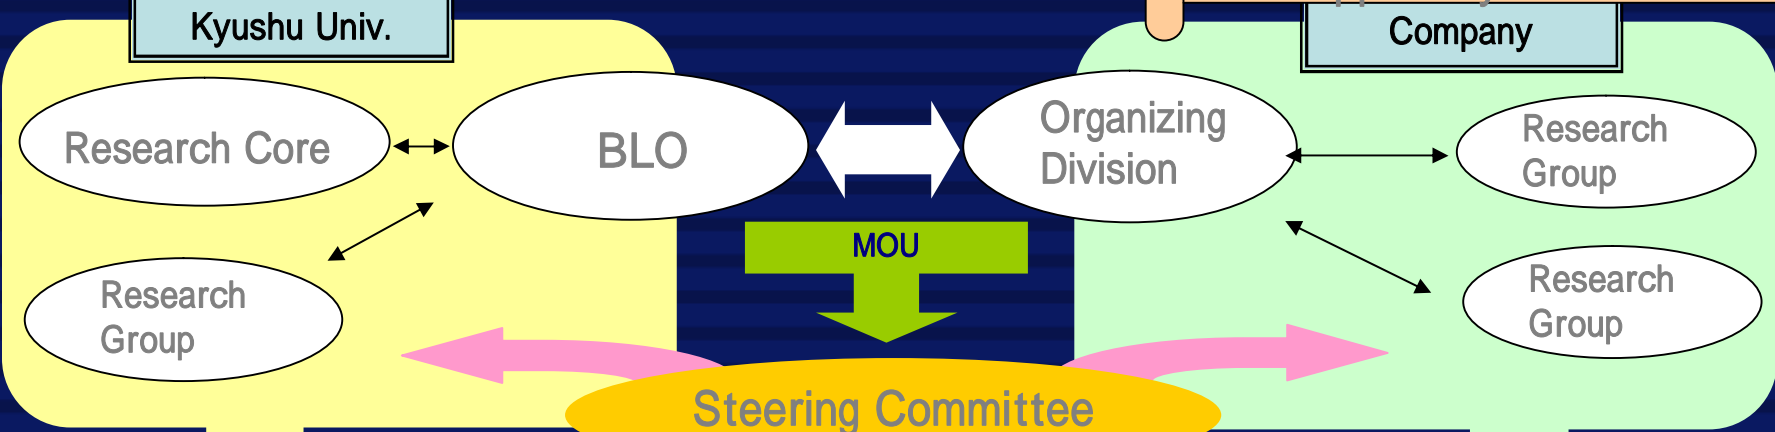 Kyushu Univ.
Company
Research Core
BLO
Organizing
Division
Research
Group
Research
Group
Research
Group
MOU
Steering Committee